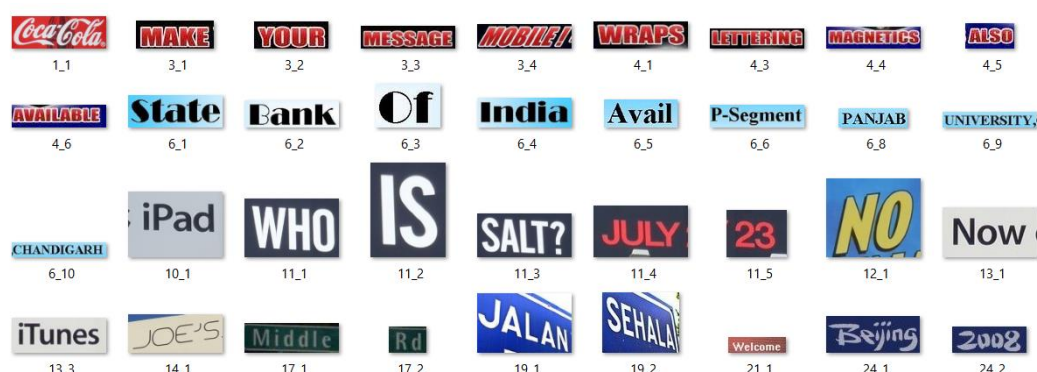 Coca-Cola MAKE YOUR MESSAGE MOBILE! WRAPS LETTERING MAGNETICS ALSO
1_1 3_1 3_2 3_3 3_4 4_1 4_3 4_4 4_5
AVAILABLE State Bank Of India Avail P-Segment PANJAB UNIVERSITY,
4_6 6_1 6_2 6_3 6_4 6_5 6_6 6_8 6_9
CHANDIGARH iPad WHO IS SALT? JULY 23 NO Now
6_10 10_1 11_1 11_2 11_3 11_4 11_5 12_1 13_1
iTunes JOE'S Middle Rd JALAN SEHALA Welcome Beijing 2008
13_3 14_1 17_1 17_2 19_1 19_2 21_1 24_1 24_2